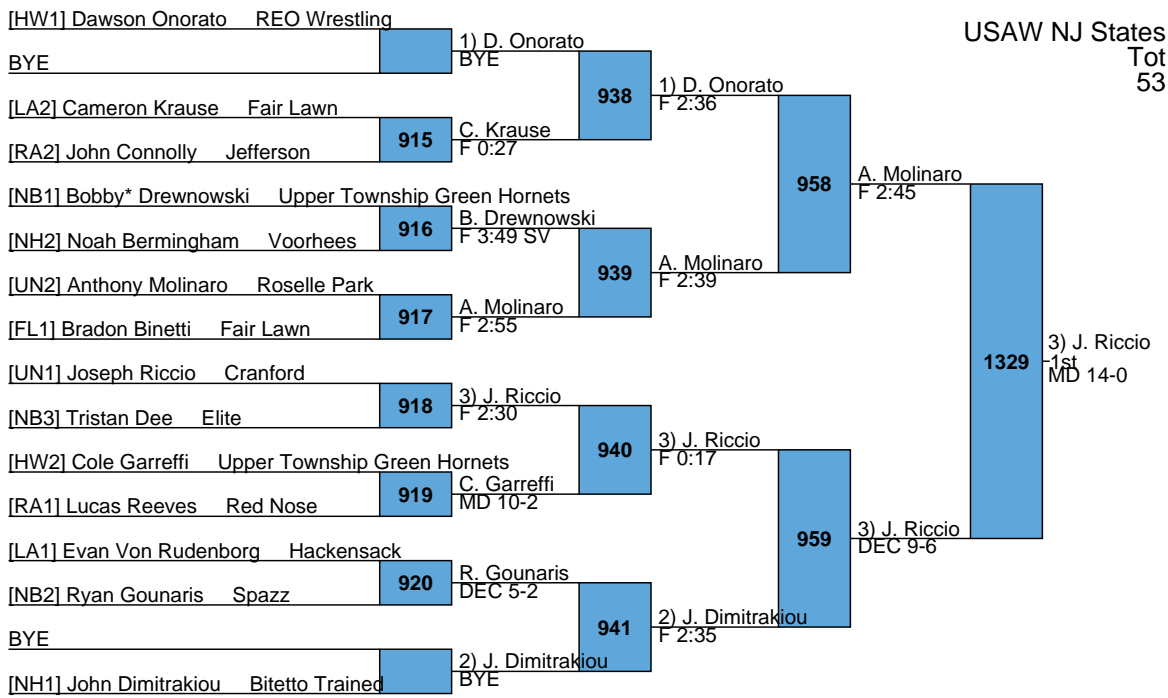 USAW NJ States
Tot
53
[HW1] Dawson Onorato REO Wrestling
BYE
[LA2] Cameron Krause Fair Lawn
[RA2] John Connolly Jefferson
[NB1] Bobby* Drewnowski Upper Township Green Hornets
[NH2] Noah Bermingham Voorhees
[UN2] Anthony Molinaro Roselle Park
[FL1] Bradon Binetti Fair Lawn
[UN1] Joseph Riccio Cranford
[NB3] Tristan Dee Elite
[HW2] Cole Garreffi Upper Township Green Hornets
[RA1] Lucas Reeves Red Nose
[LA1] Evan Von Rudenborg Hackensack
[NB2] Ryan Gounaris Spazz
BYE
[NH1] John Dimitrakiou Bitetto Trained
915
916
917
918
919
920
1) D. Onorato
BYE
C. Krause
F 0:27
B. Drewnowski
F 3:49 SV
A. Molinaro
F 2:55
3) J. Riccio
F 2:30
C. Garreffi
MD 10-2
R. Gounaris
DEC 5-2
2) J. Dimitrakiou
BYE
938
939
940
941
1) D. Onorato
F 2:36
A. Molinaro
F 2:39
3) J. Riccio
F 0:17
2) J. Dimitrakiou
F 2:35
958
959
A. Molinaro
F 2:45
3) J. Riccio
DEC 9-6
1329
3) J. Riccio
1st
MD 14-0